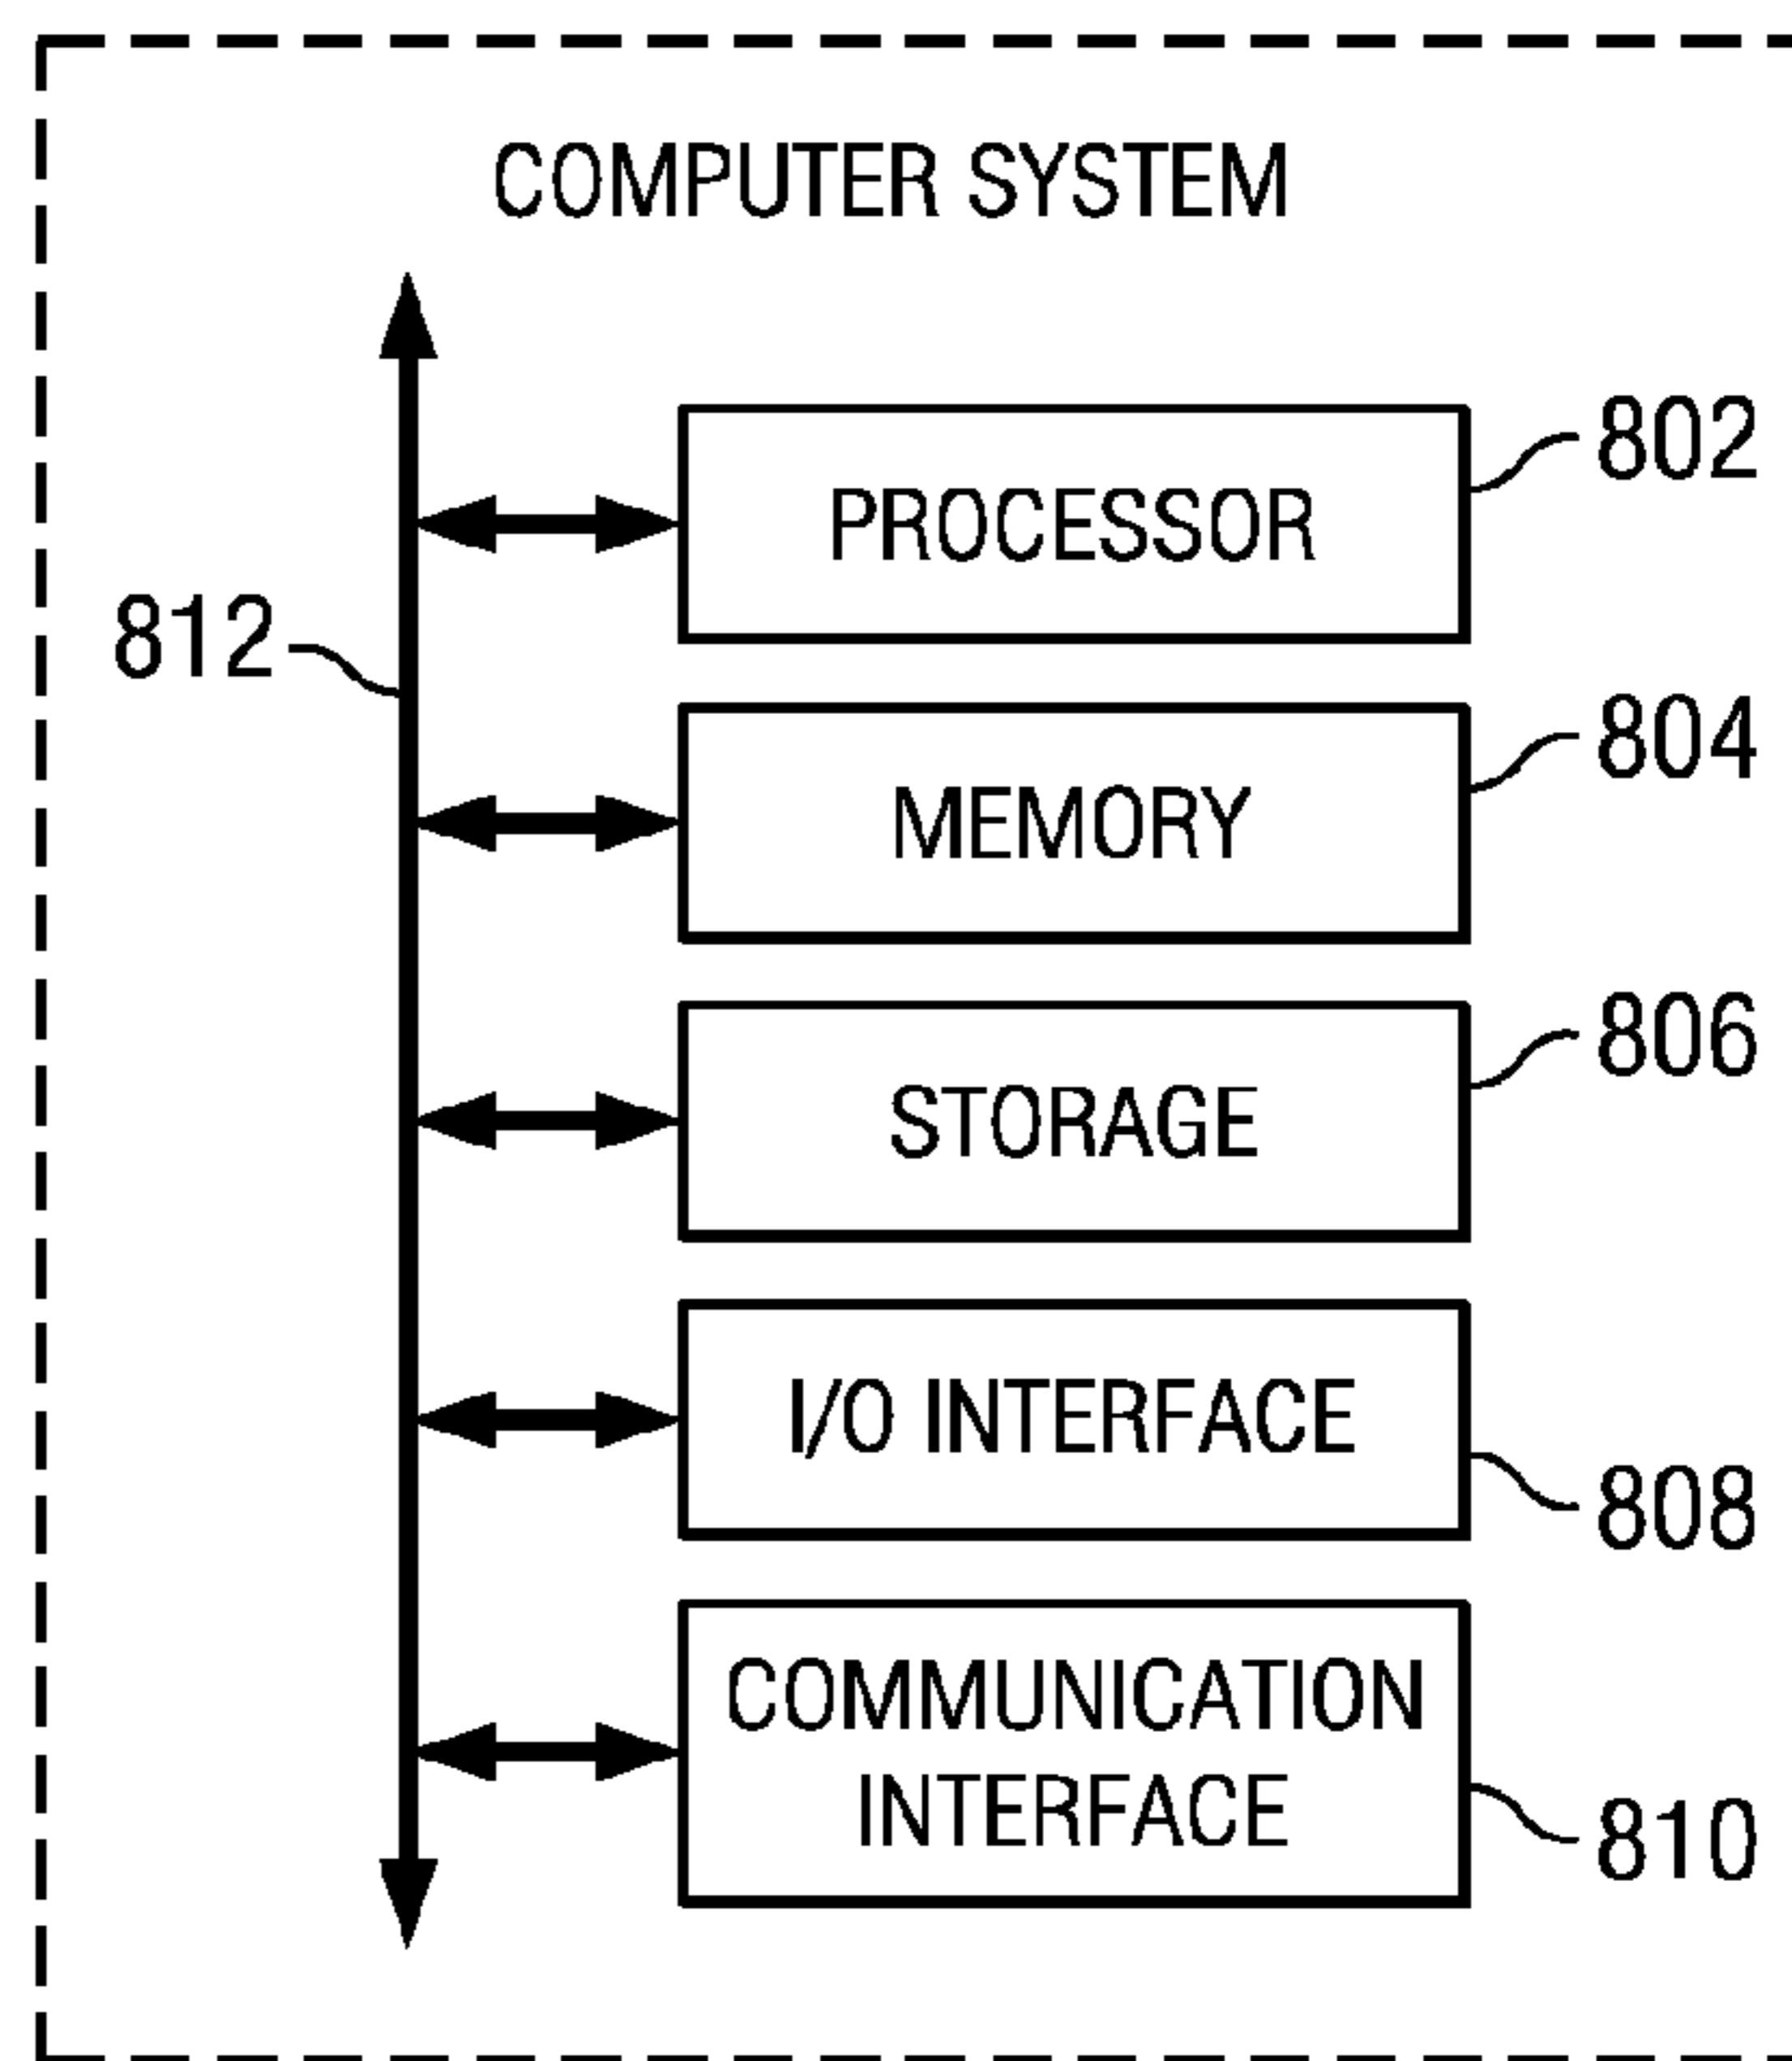 COMPUTER SYSTEM
802
PROCESSOR
812
804
MEMORY
806
STORAGE
I/O INTERFACE
808
COMMUNICATION
INTERFACE
810